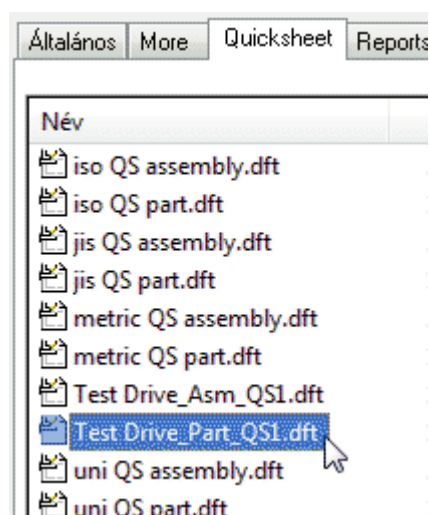 Általános More Quicksheet Reports
Név
iso QS assembly.dft
iso QS part.dft
jis QS assembly.dft
jis QS part.dft
metric QS assembly.dft
metric QS part.dft
Test Drive_Asm_QS1.dft
Test Drive_Part_QS1.dft
uni QS assembly.dft
uni QS part.dft